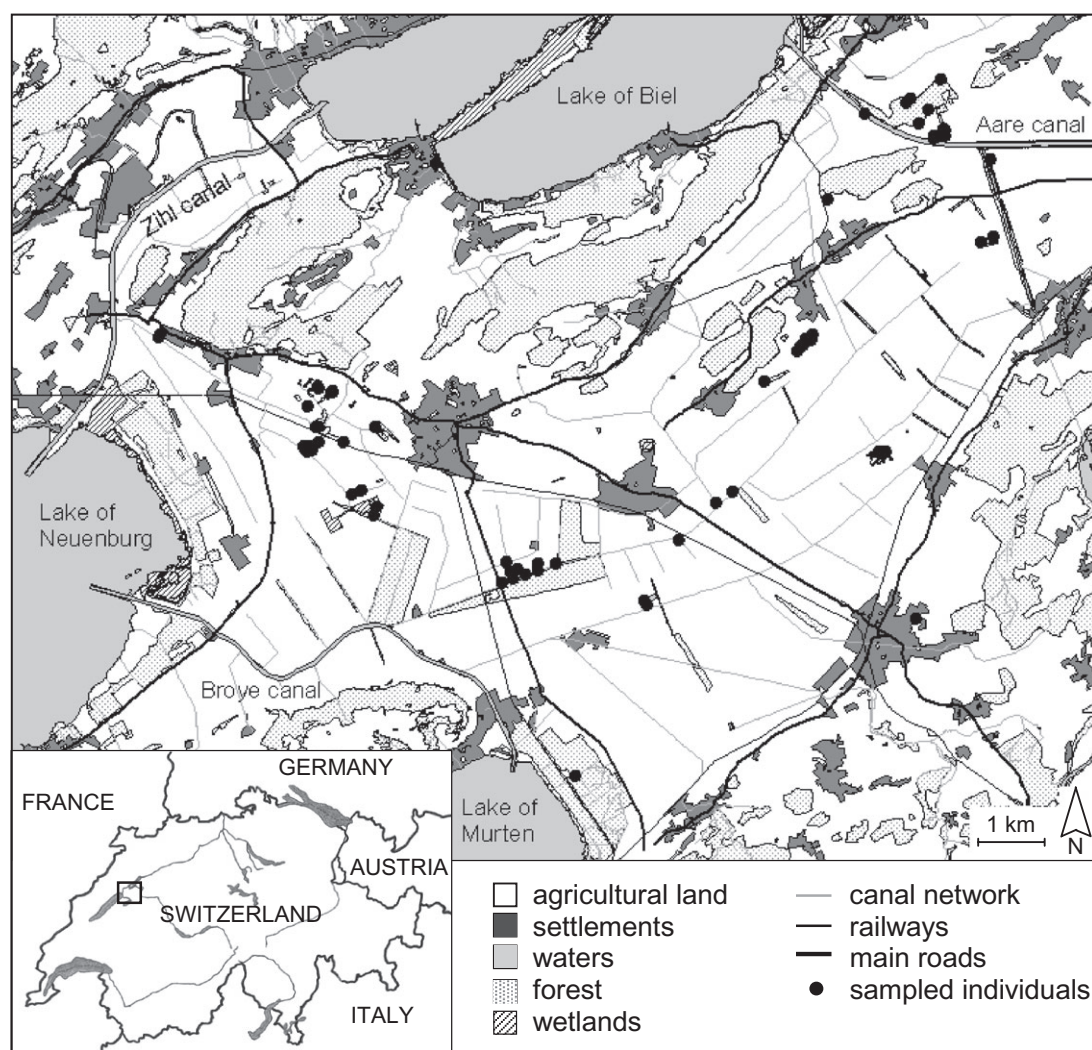 Lake of Biel
Aare canal
Zihl canal
Lake of
Neuenburg
Broye canal
Lake of
Murten
1 km
N
GERMANY
FRANCE
AUSTRIA
SWITZERLAND
ITALY
agricultural land
settlements
waters
forest
wetlands
canal network
railways
main roads
sampled individuals